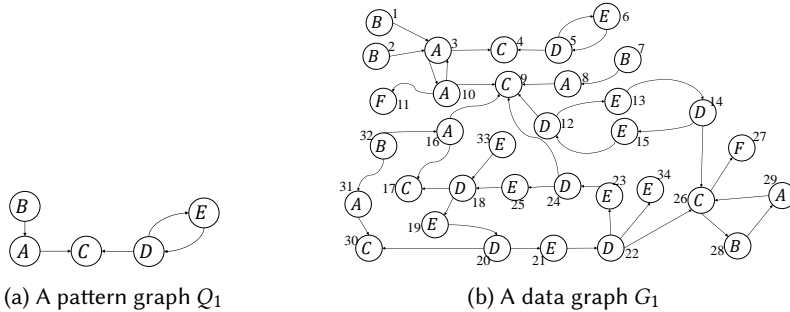 B 1
B 2
A 3
C 4
D 5
E 6
B 7
A 8
C 9
A 10
F 11
D 12
E 13
D 14
E 15
A 16
C 17
D 18
E 19
D 20
E 21
D 22
E 23
D 24
E 25
C 26
F 27
B 28
A 29
C 30
A 31
B 32
E 33
E 34
B
A C D E
(a) A pattern graph Q1
(b) A data graph G1